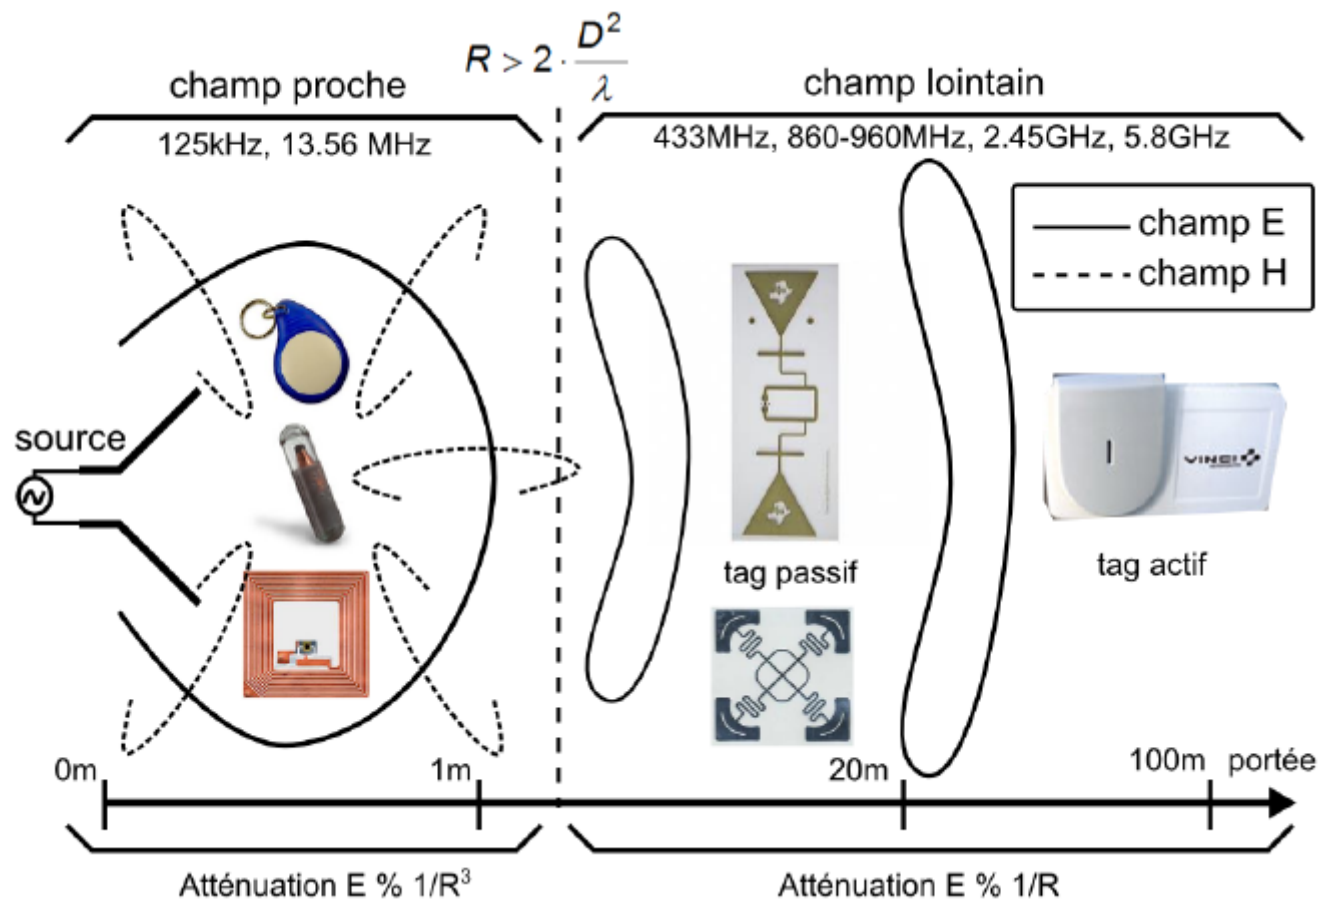 R > 2 · D² / λ
champ proche
champ lointain
125kHz, 13.56 MHz
433MHz, 860-960MHz, 2.45GHz, 5.8GHz
champ E
champ H
source
VINCI
tag passif
tag actif
0m
1m
20m
100m
portée
Atténuation E % 1/R³
Atténuation E % 1/R